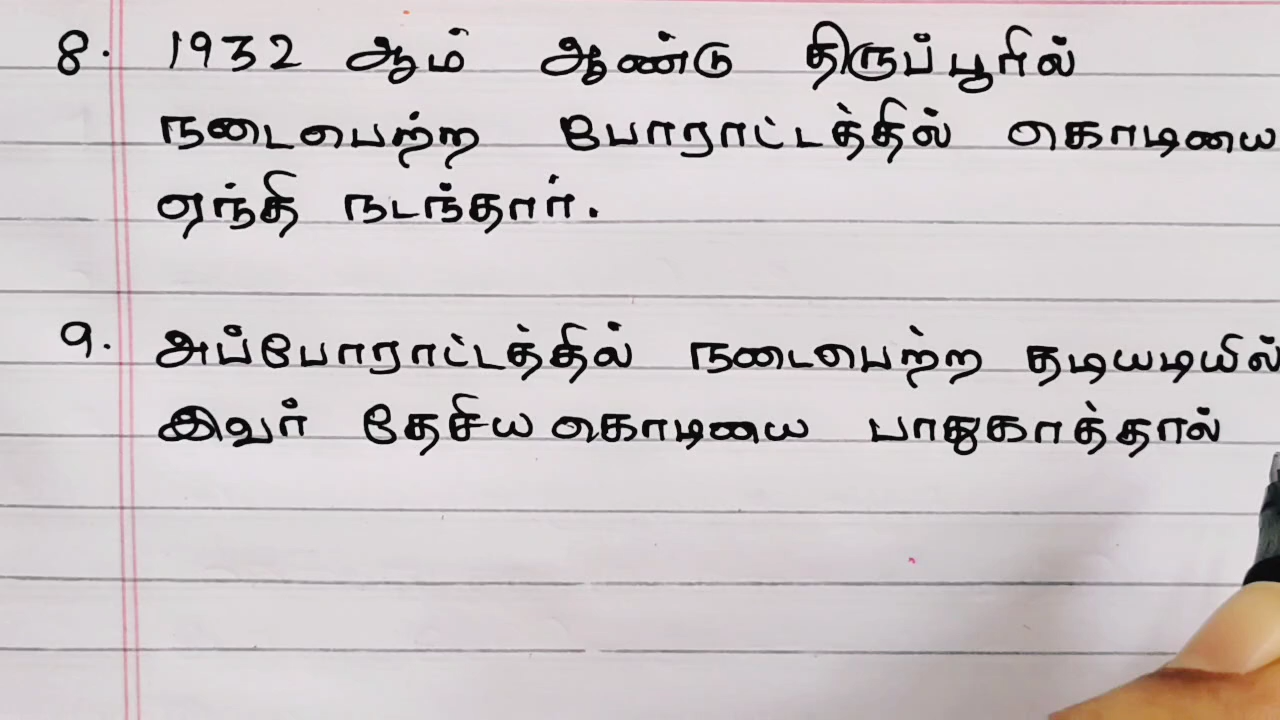 8. 1932 ஆம் ஆண்டு திருப்பூரில்
நடைபெற்ற போராட்டத்தில் கொடியை
ஏந்தி நடந்தார்.
9. அப்போராட்டத்தில் நடைபெற்ற தடியடியில்
இவர் தேசிய கொடியை பாதுகாத்தால்